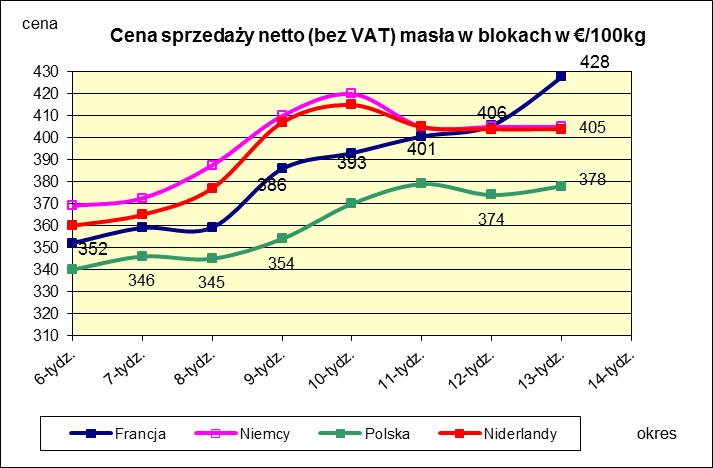 cena
Cena sprzedaży netto (bez VAT) masła w blokach w €/100kg
430
420
410
400
390
380
370
360
350
340
330
320
310
428
406
405
401
393
386
378
374
352
354
346
345
6-tydz.
7-tydz.
8-tydz.
9-tydz.
10-tydz.
11-tydz.
12-tydz.
13-tydz.
14-tydz.
Francja Niemcy Polska Niderlandy
okres